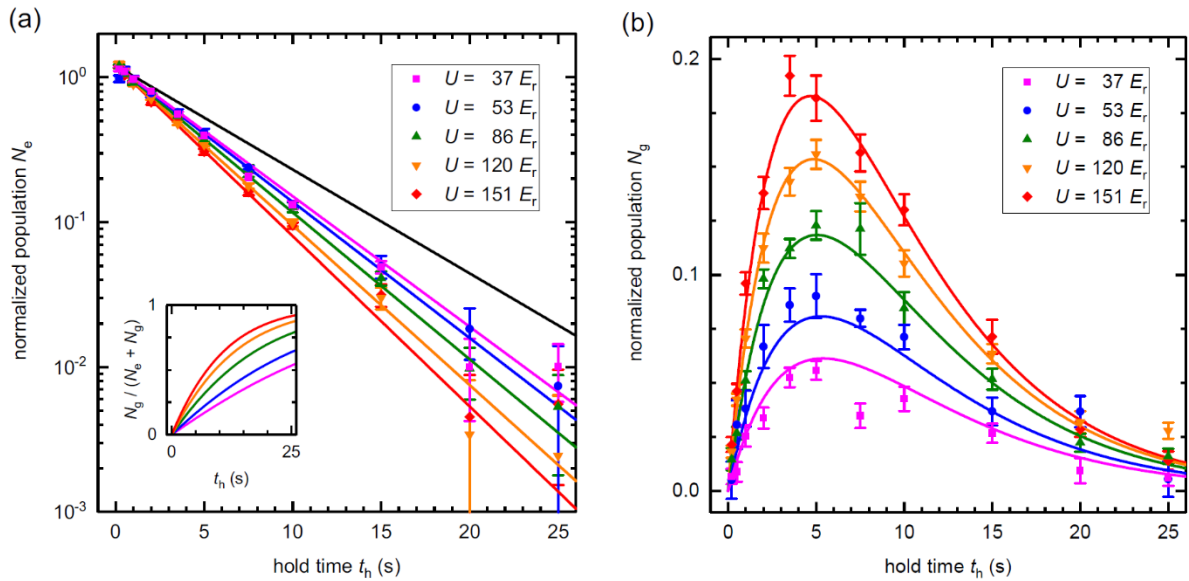 (a)
normalized population Ne
10^0
10^-1
10^-2
10^-3
U = 37 Er
U = 53 Er
U = 86 Er
U = 120 Er
U = 151 Er
Ng / (Ne + Ng)
1
0
0 25
th (s)
0 5 10 15 20 25
hold time th (s)
(b)
normalized population Ng
0.2
0.1
0.0
U = 37 Er
U = 53 Er
U = 86 Er
U = 120 Er
U = 151 Er
0 5 10 15 20 25
hold time th (s)